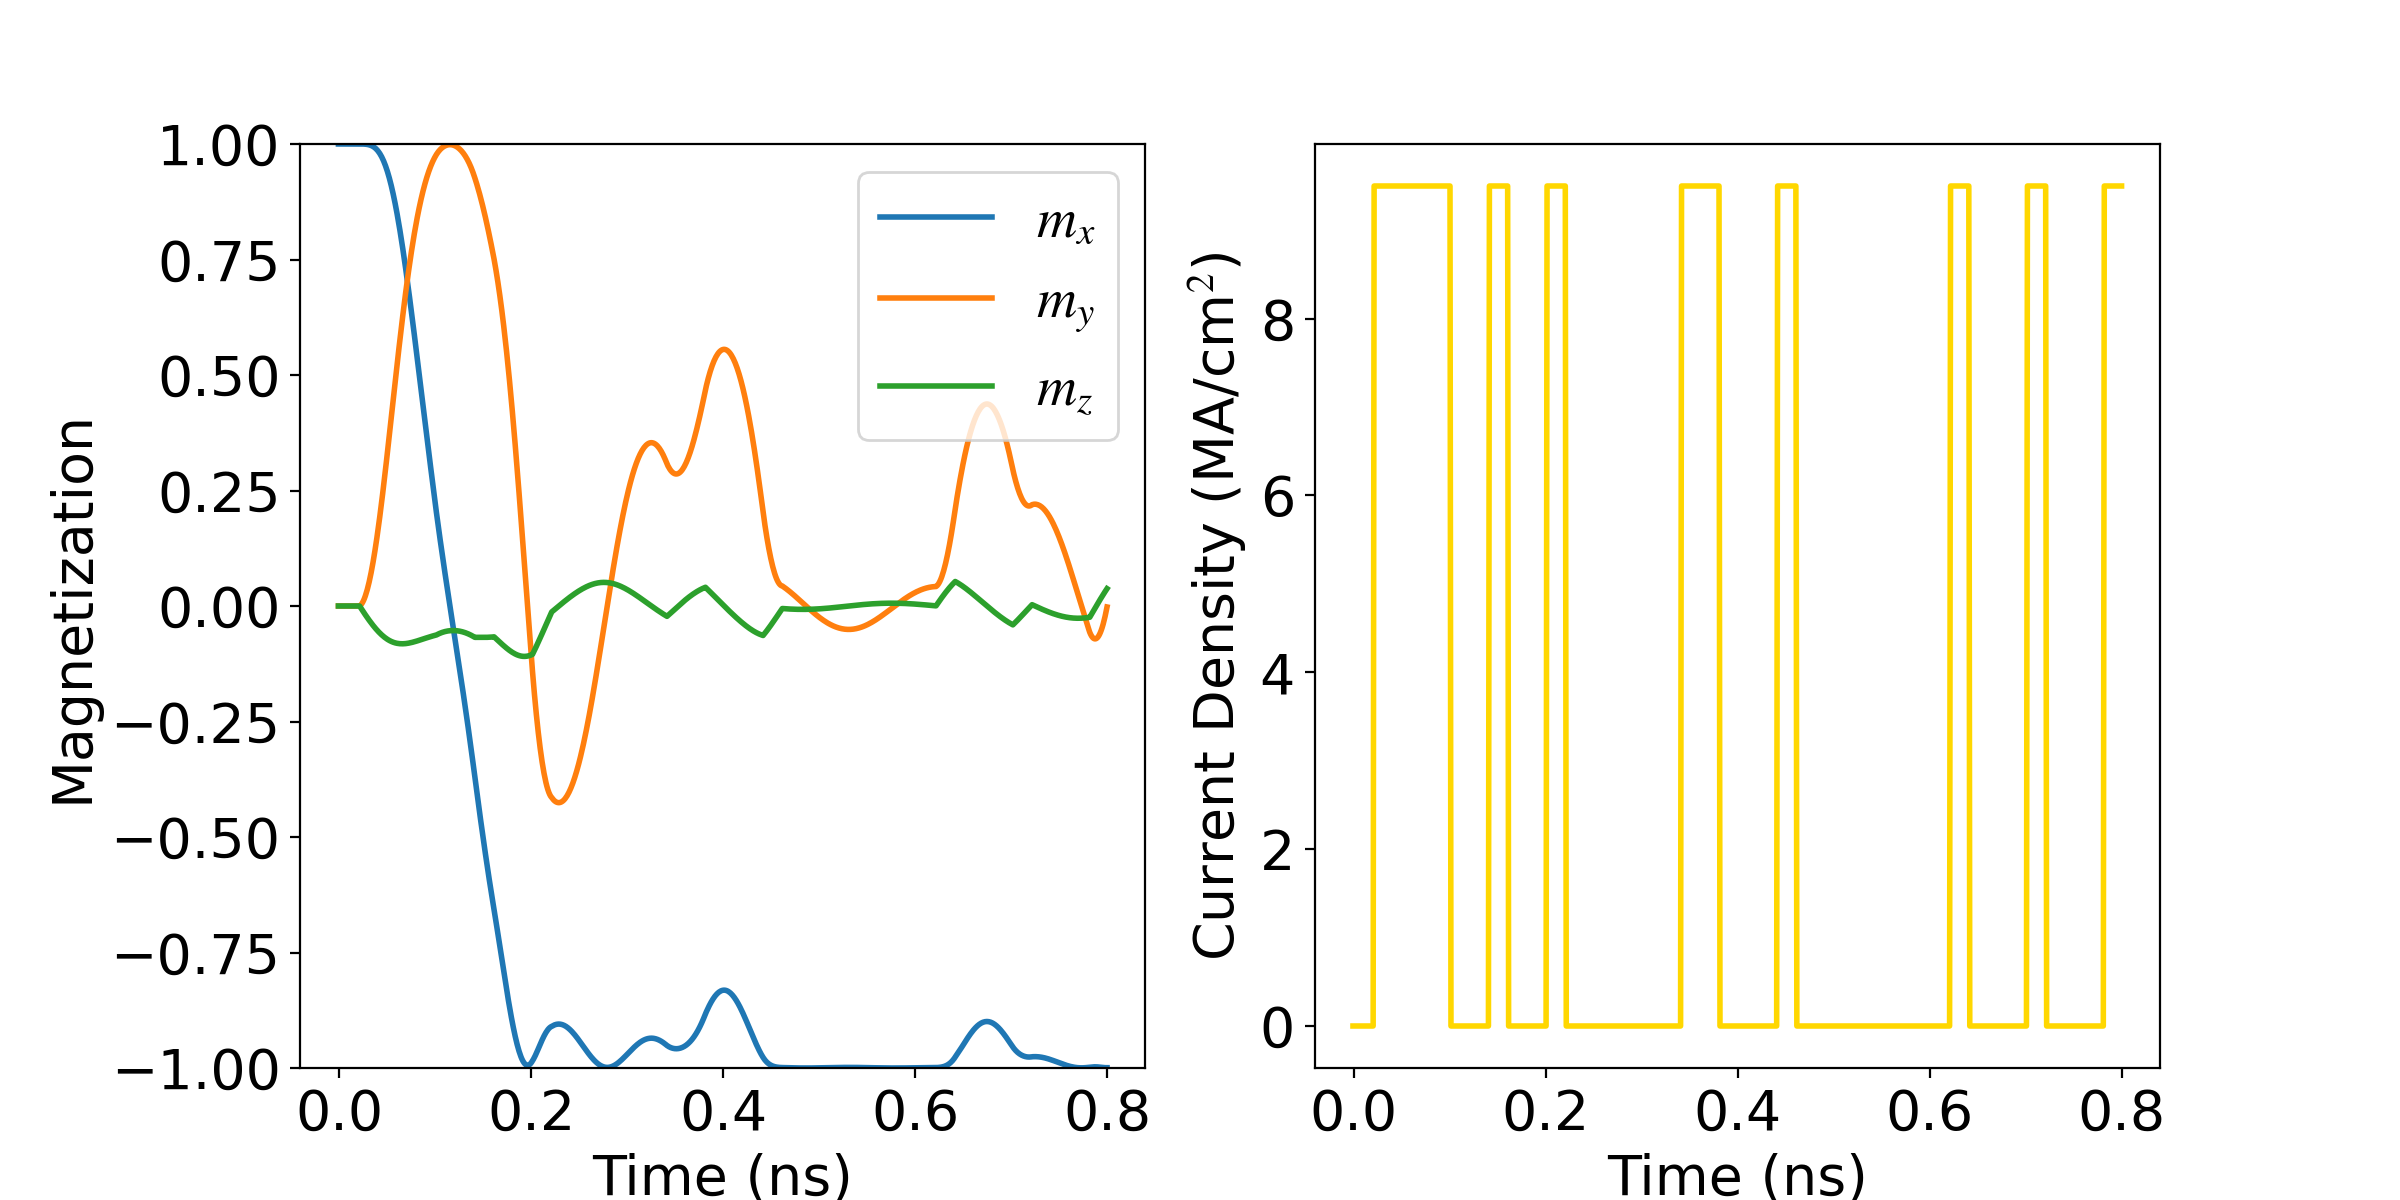 Magnetization
1.00
0.75
0.50
0.25
0.00
−0.25
−0.50
−0.75
−1.00
0.0 0.2 0.4 0.6 0.8
Time (ns)
m_x
m_y
m_z
Current Density (MA/cm²)
8
6
4
2
0
0.0 0.2 0.4 0.6 0.8
Time (ns)